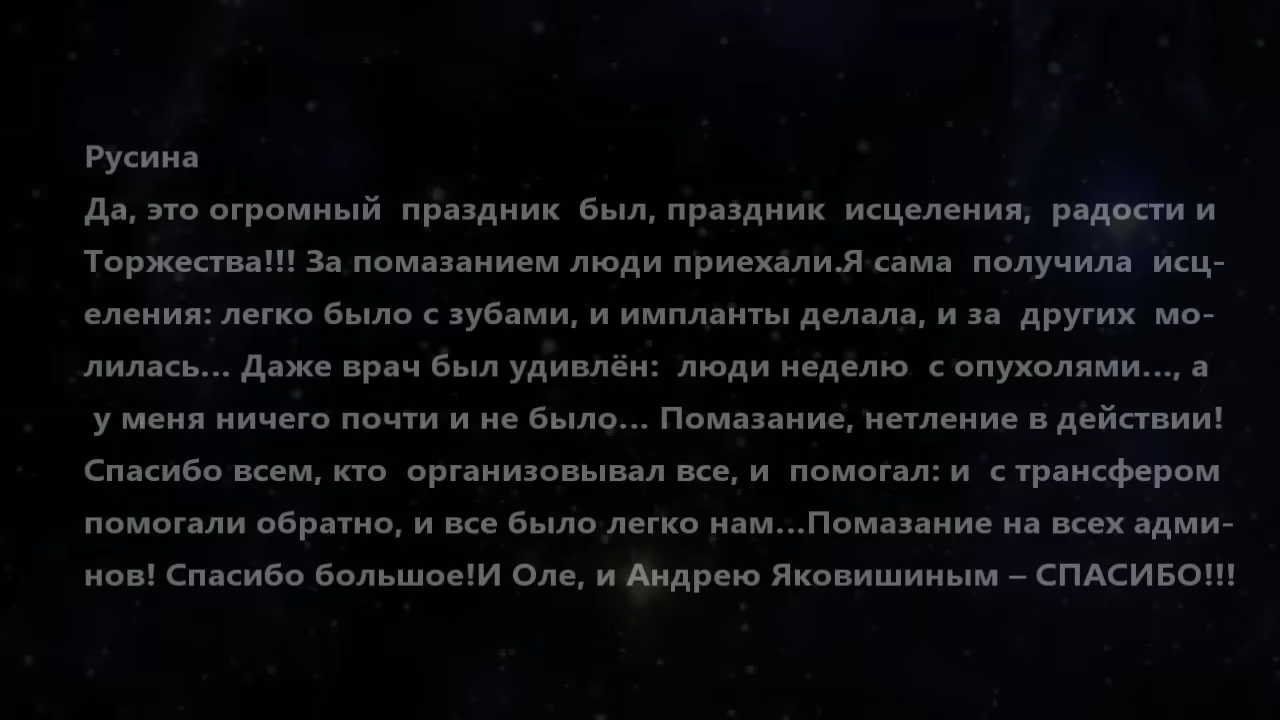 Русина
Да, это огромный  праздник  был, праздник  исцеления,  радости и
Торжества!!! За помазанием люди приехали.Я сама  получила  исц-
еления: легко было с зубами, и импланты делала, и за  других  мо-
лилась... Даже врач был удивлён:  люди неделю  с опухолями..., а
у меня ничего почти и не было... Помазание, нетление в действии!
Спасибо всем, кто  организовывал все, и  помогал: и  с трансфером
помогали обратно, и все было легко нам...Помазание на всех адми-
нов! Спасибо большое!И Оле, и Андрею Яковишиным – СПАСИБО!!!